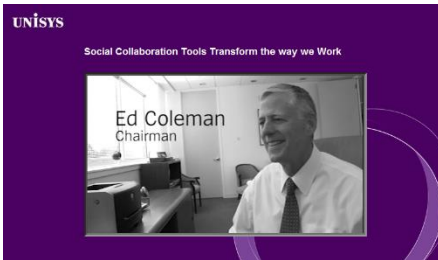 UNISYS
Social Collaboration Tools Transform the way we Work
Ed Coleman
Chairman